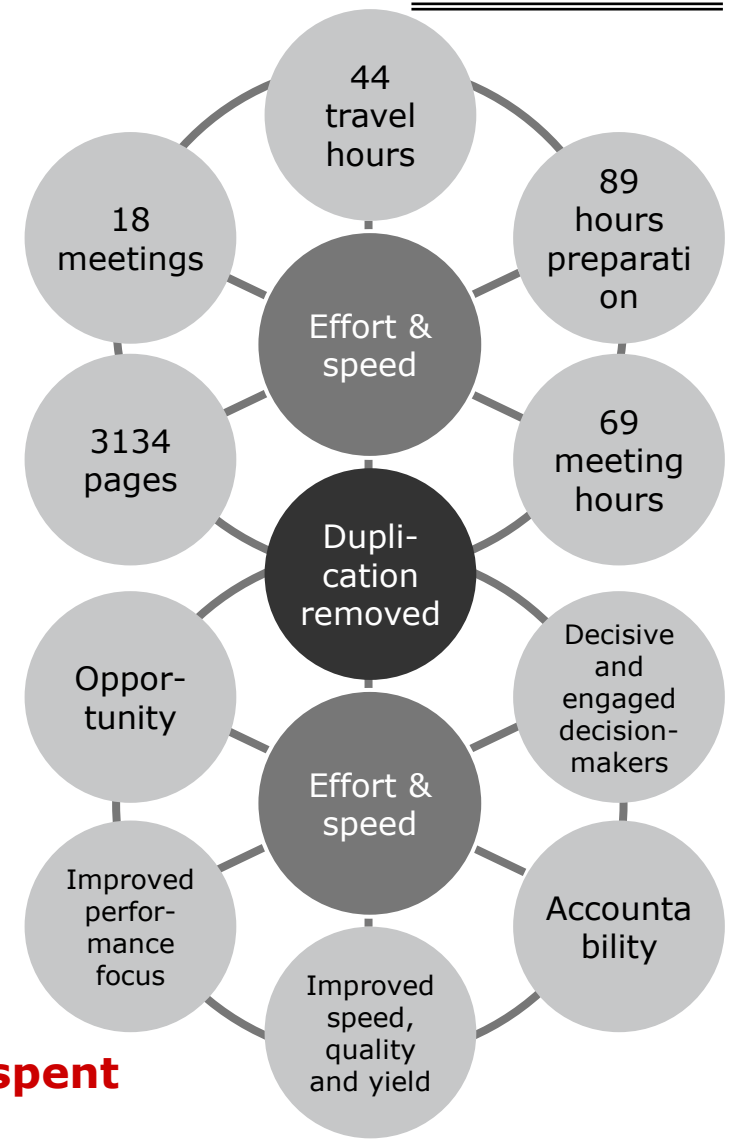 44
travel
hours
18
meetings
89
hours
preparati
on
Effort &
speed
3134
pages
69
meeting
hours
Dupli-
cation
removed
Oppor-
tunity
Decisive
and
engaged
decision-
makers
Effort &
speed
Improved
perfor-
mance
focus
Accounta
bility
Improved
speed,
quality
and yield
spent